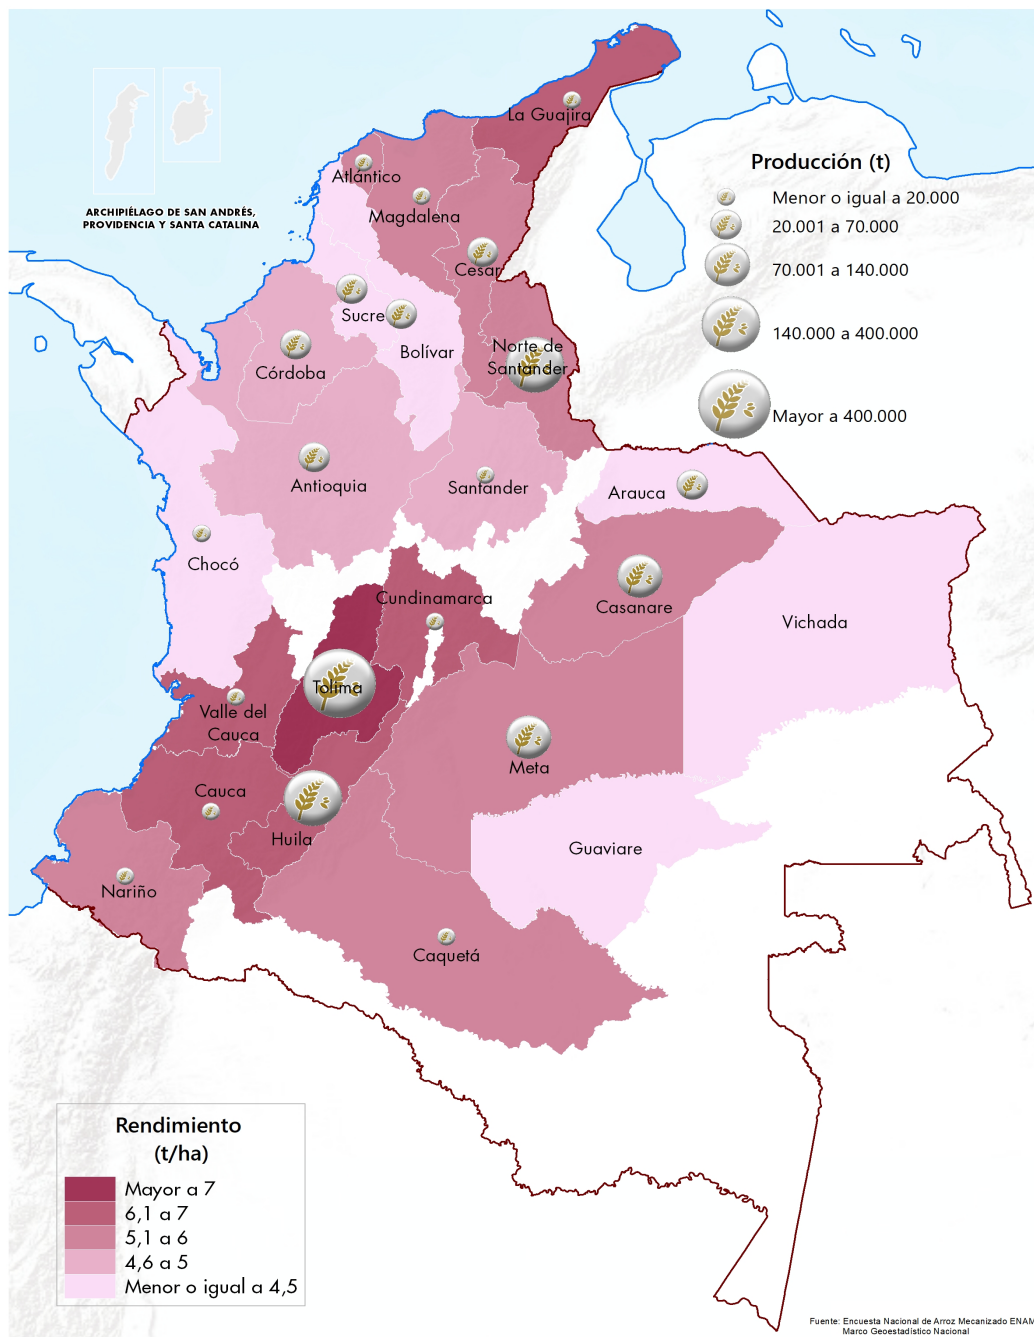 La Guajira
Atlántico
Magdalena
Cesar
ARCHIPIÉLAGO DE SAN ANDRÉS,
PROVIDENCIA Y SANTA CATALINA
Producción (t)
Menor o igual a 20.000
20.001 a 70.000
70.001 a 140.000
140.000 a 400.000
Mayor a 400.000
Sucre
Bolívar
Córdoba
Norte de
Santander
Antioquia
Santander
Arauca
Chocó
Cundinamarca
Casanare
Vichada
Tolima
Valle del
Cauca
Meta
Cauca
Huila
Guaviare
Nariño
Caquetá
Rendimiento
(t/ha)
Mayor a 7
6,1 a 7
5,1 a 6
4,6 a 5
Menor o igual a 4,5
Fuente: Encuesta Nacional de Arroz Mecanizado
Marco Geoestadístico Nacional